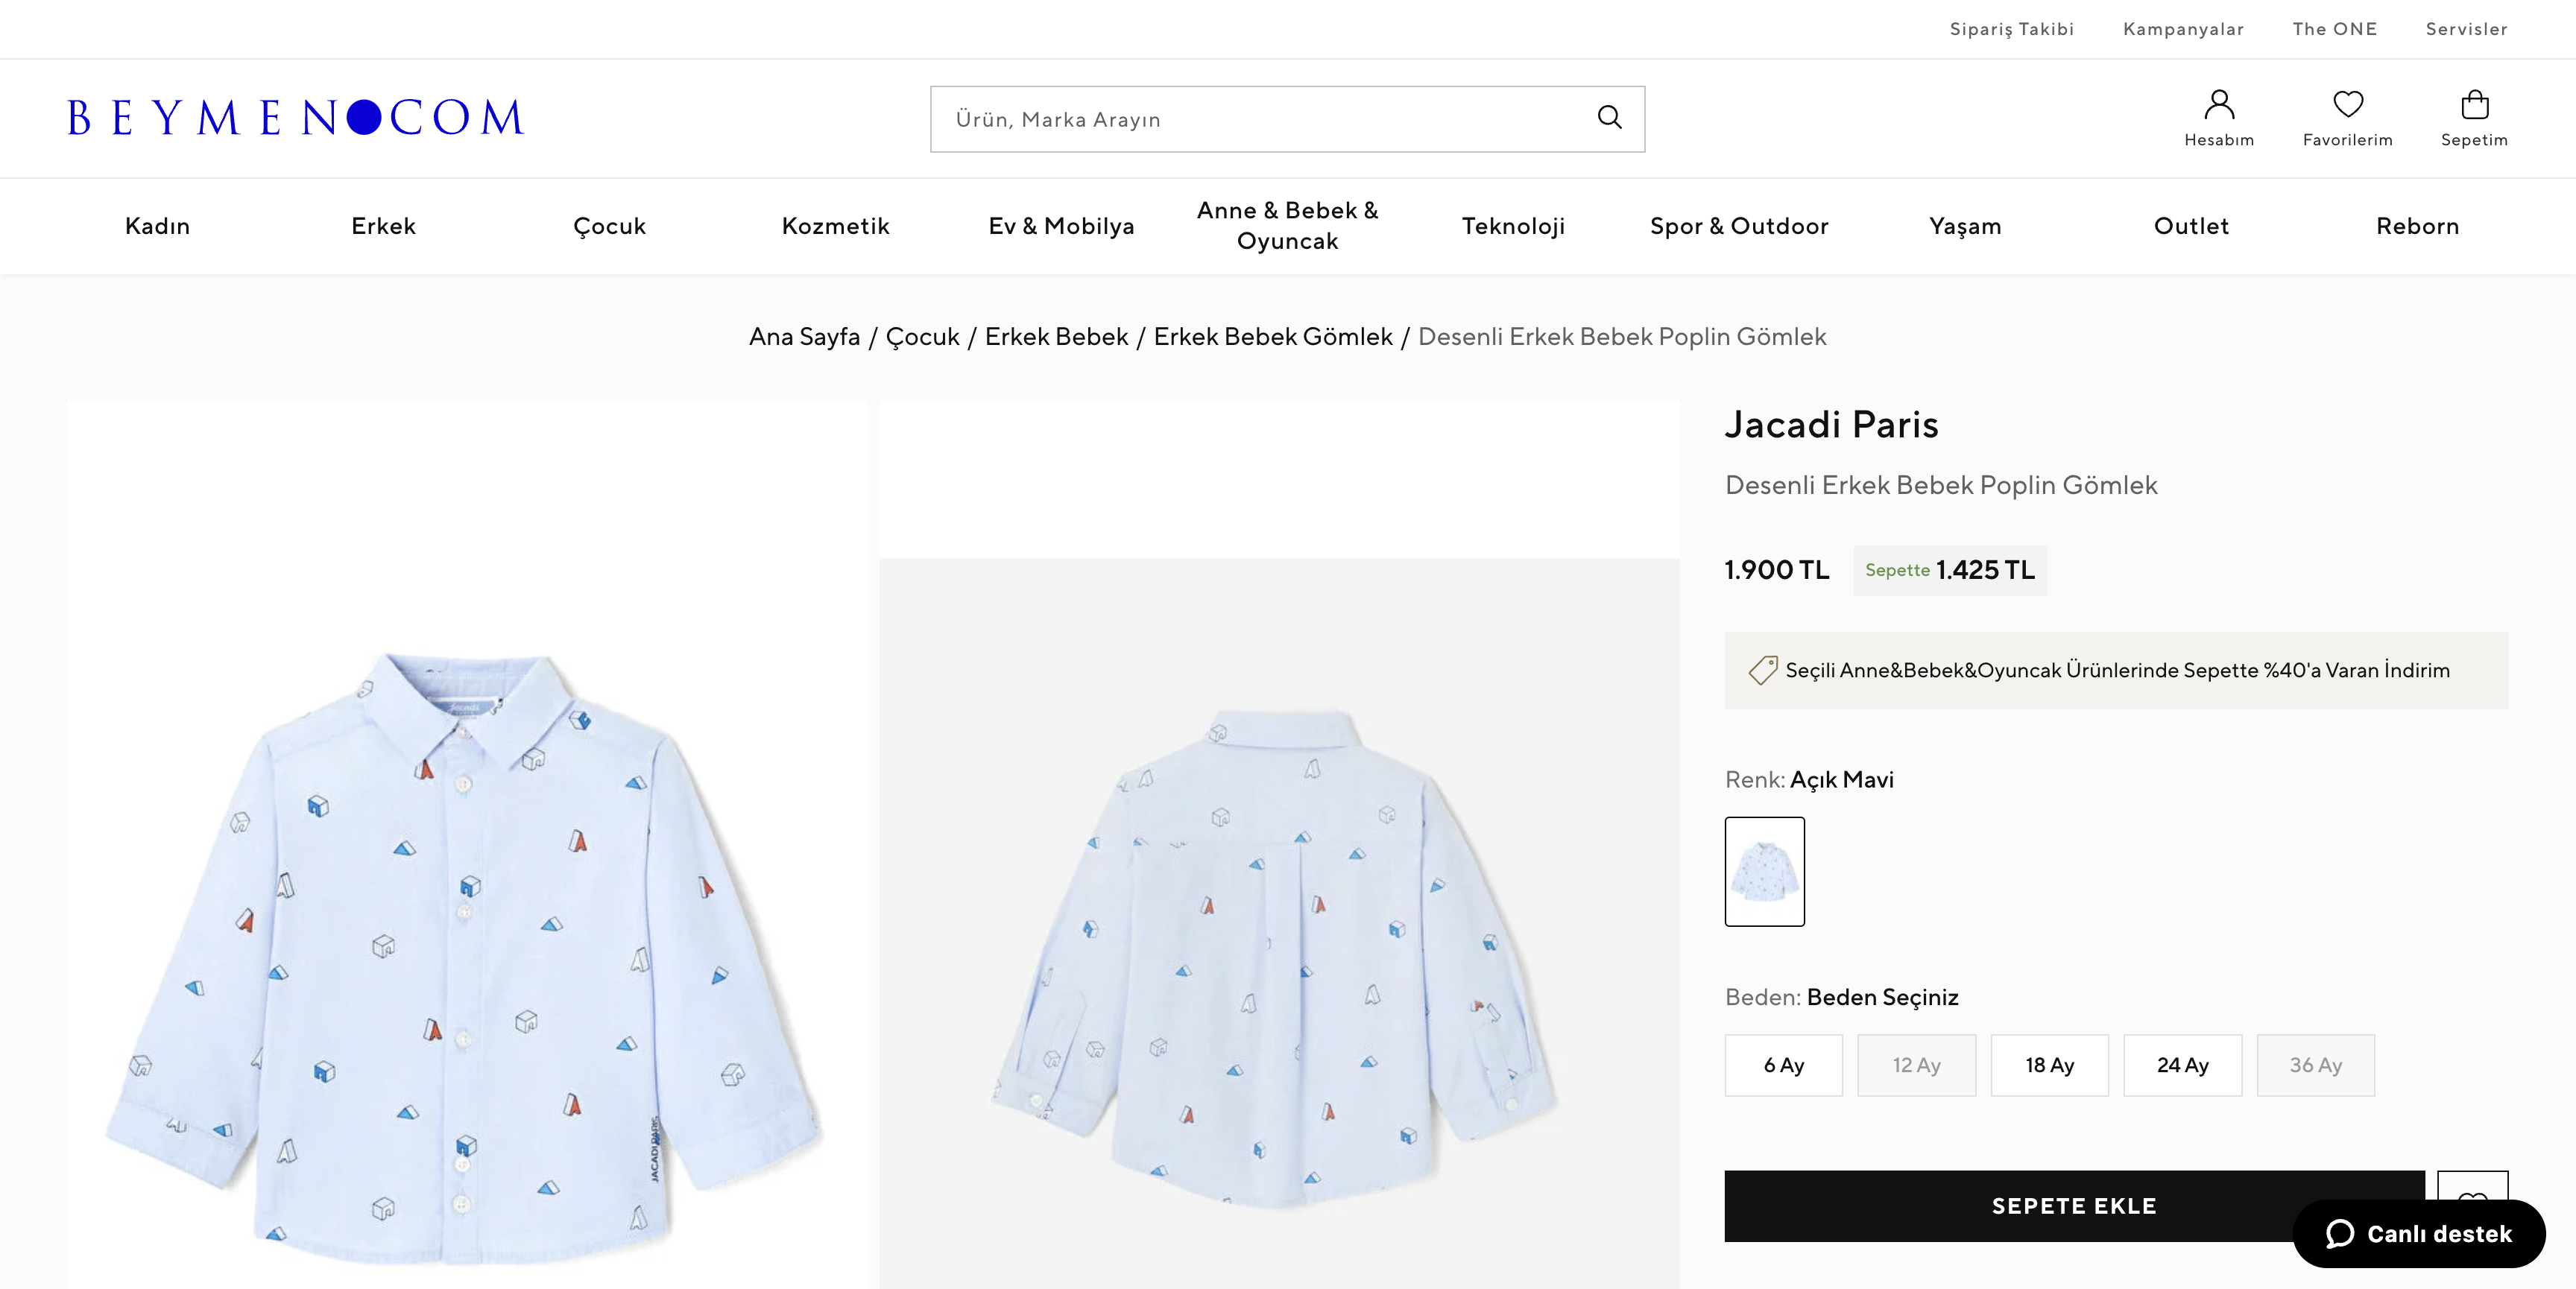 Sipariş Takibi Kampanyalar The ONE Servisler
BEYMEN●COM
Ürün, Marka Arayın
Hesabım Favorilerim Sepetim
Kadın Erkek Çocuk Kozmetik Ev & Mobilya Anne & Bebek & Oyuncak Teknoloji Spor & Outdoor Yaşam Outlet Reborn
Ana Sayfa / Çocuk / Erkek Bebek / Erkek Bebek Gömlek / Desenli Erkek Bebek Poplin Gömlek
Jacadi
JACADI PARIS
Jacadi Paris
Desenli Erkek Bebek Poplin Gömlek
1.900 TL Sepette 1.425 TL
Seçili Anne&Bebek&Oyuncak Ürünlerinde Sepette %40'a Varan İndirim
Renk: Açık Mavi
Beden: Beden Seçiniz
6 Ay 12 Ay 18 Ay 24 Ay 36 Ay
SEPETE EKLE
Canlı destek